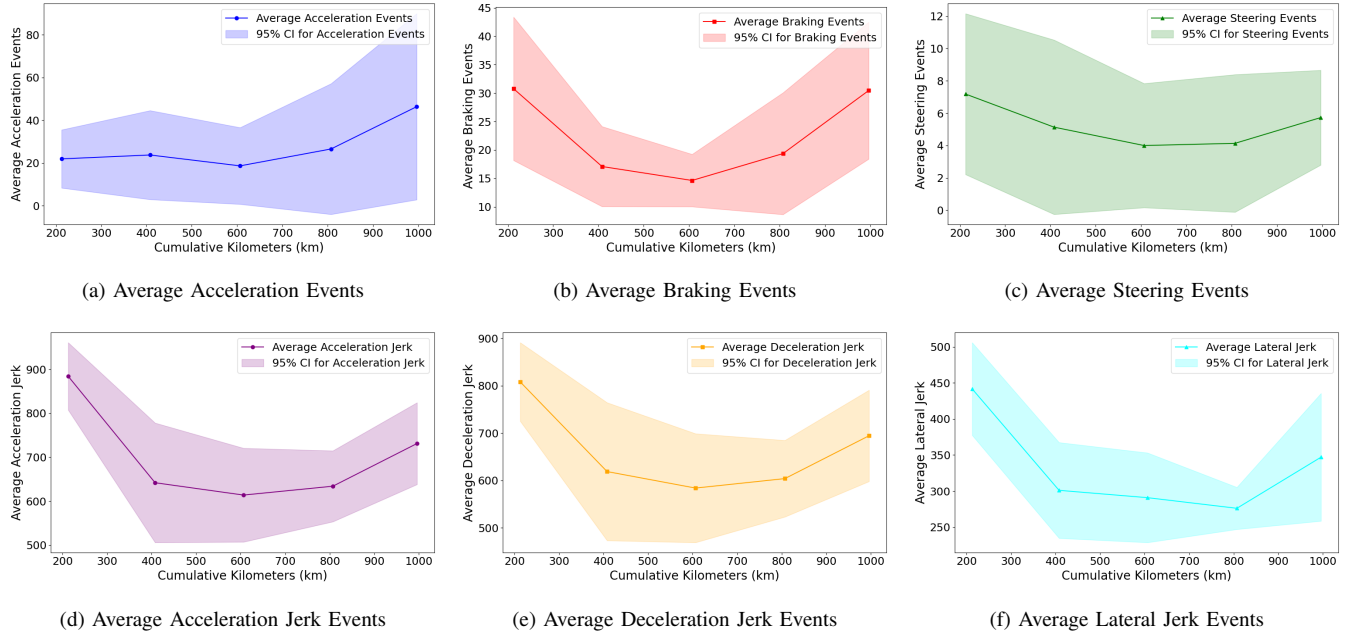 Average Acceleration Events
80
60
40
20
0
200 300 400 500 600 700 800 900 1000
Cumulative Kilometers (km)
Average Acceleration Events
95% CI for Acceleration Events
(a) Average Acceleration Events
Average Braking Events
45
40
35
30
25
20
15
10
200 300 400 500 600 700 800 900 1000
Cumulative Kilometers (km)
Average Braking Events
95% CI for Braking Events
(b) Average Braking Events
Average Steering Events
12
10
8
6
4
2
0
200 300 400 500 600 700 800 900 1000
Cumulative Kilometers (km)
Average Steering Events
95% CI for Steering Events
(c) Average Steering Events
Average Acceleration Jerk
900
800
700
600
500
200 300 400 500 600 700 800 900 1000
Cumulative Kilometers (km)
Average Acceleration Jerk
95% CI for Acceleration Jerk
(d) Average Acceleration Jerk Events
Average Deceleration Jerk
900
800
700
600
500
200 300 400 500 600 700 800 900 1000
Cumulative Kilometers (km)
Average Deceleration Jerk
95% CI for Deceleration Jerk
(e) Average Deceleration Jerk Events
Average Lateral Jerk
500
450
400
350
300
250
200 300 400 500 600 700 800 900 1000
Cumulative Kilometers (km)
Average Lateral Jerk
95% CI for Lateral Jerk
(f) Average Lateral Jerk Events